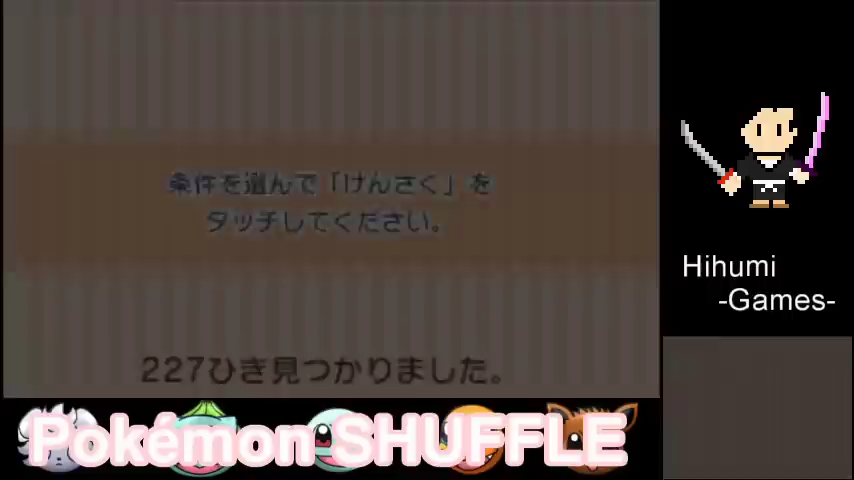 条件を選んで「けんさく」を
タッチしてください。
227ひき見つかりました。
Hihumi
-Games-
Pokémon SHUFFLE